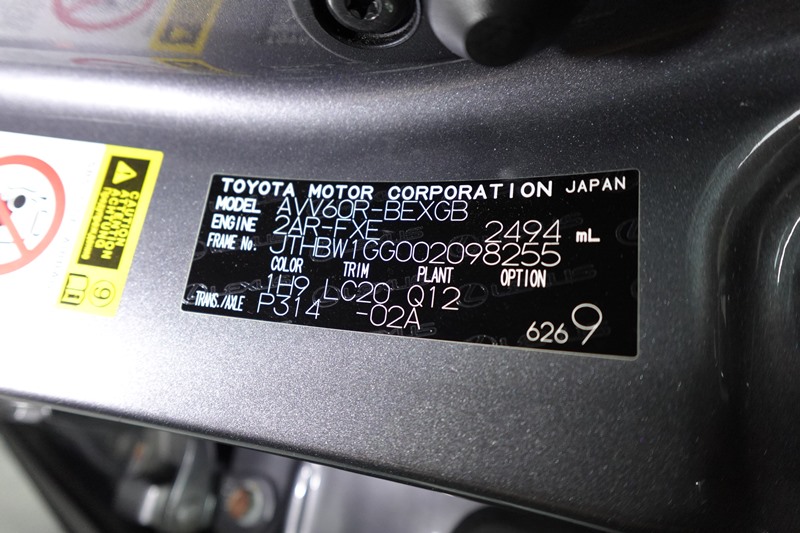 TOYOTA MOTOR CORPORATION JAPAN
MODEL AVV60R-BEXGB
ENGINE 2AR-FXE 2494 mL
FRAME No. JTHBW1GG002098255
COLOR TRIM PLANT OPTION
1H9 LC20 Q12
TRANS./AXLE P314 -02A
6269